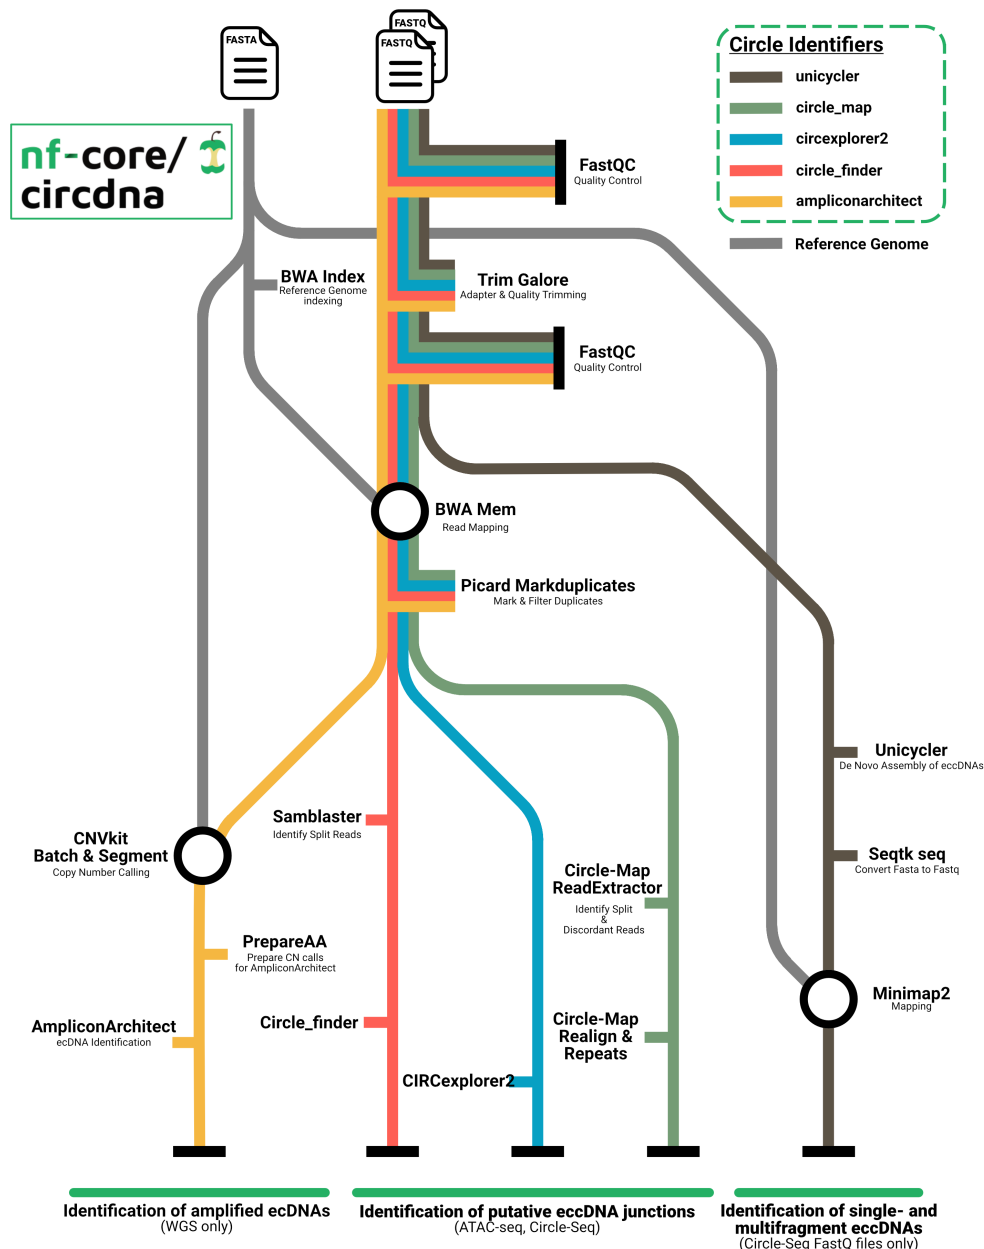 FASTA
FASTQ
FASTQ
nf-core/
circdna
Circle Identifiers
unicycler
circle_map
circexplorer2
circle_finder
ampliconarchitect
Reference Genome
FastQC
Quality Control
BWA Index
Reference Genome
indexing
Trim Galore
Adapter & Quality Trimming
FastQC
Quality Control
BWA Mem
Read Mapping
Picard Markduplicates
Mark & Filter Duplicates
Unicycler
De Novo Assembly of eccDNAs
Samblaster
Identify Split Reads
CNVkit
Batch & Segment
Copy Number Calling
Seqtk seq
Convert Fasta to Fastq
Circle-Map
ReadExtractor
Identify Split
&
Discordant Reads
PrepareAA
Prepare CN calls
for AmpliconArchitect
Minimap2
Mapping
AmpliconArchitect
ecDNA Identification
Circle_finder
Circle-Map
Realign &
Repeats
CIRCexplorer2
Identification of amplified ecDNAs
(WGS only)
Identification of putative eccDNA junctions
(ATAC-seq, Circle-Seq)
Identification of single- and
multifragment eccDNAs
(Circle-Seq FastQ files only)